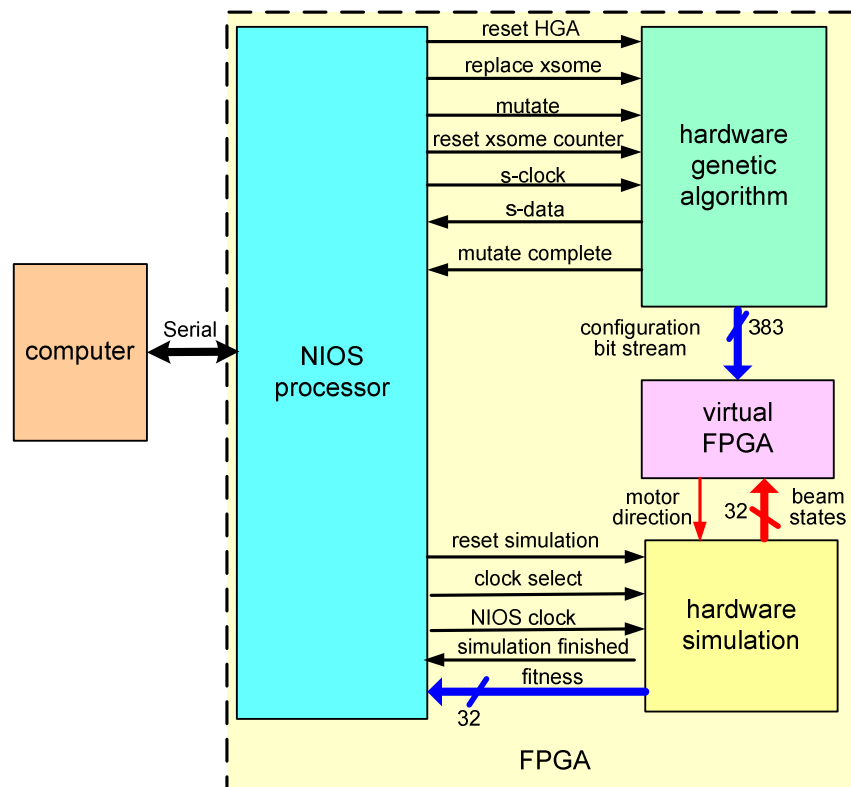 reset HGA
replace xsome
mutate
reset xsome counter
s-clock
s-data
mutate complete
hardware
genetic
algorithm
Serial
computer
NIOS
processor
configuration
bit stream
383
virtual
FPGA
motor
direction
32
beam
states
reset simulation
clock select
NIOS clock
simulation finished
fitness
32
hardware
simulation
FPGA